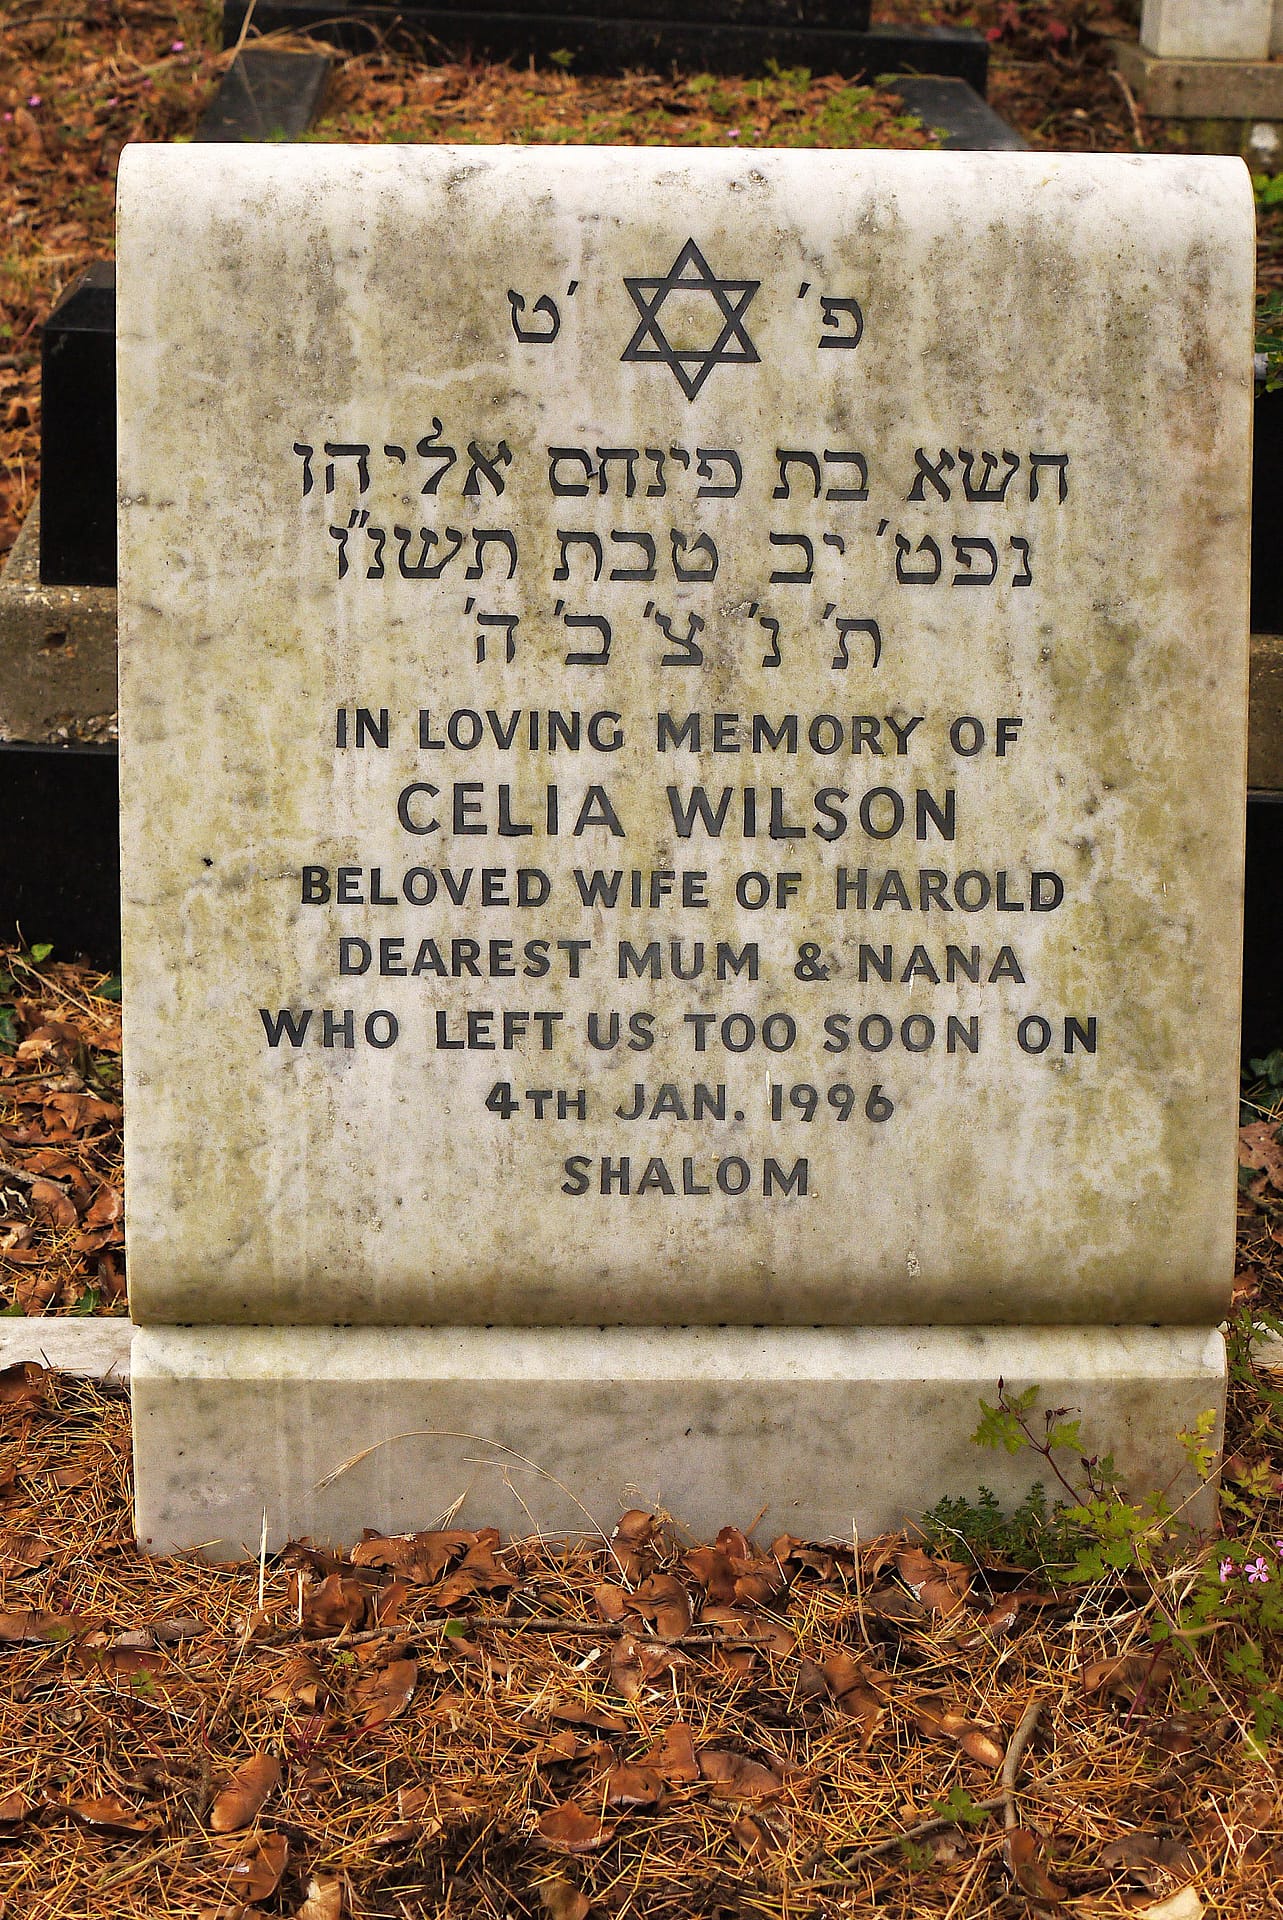 פ' ט'
חשא בת פינחם אליהו
נפט' יב טבת תשנ"ו
ת' נ' צ' ב' ה'
IN LOVING MEMORY OF
CELIA WILSON
BELOVED WIFE OF HAROLD
DEAREST MUM & NANA
WHO LEFT US TOO SOON ON
4TH JAN. 1996
SHALOM